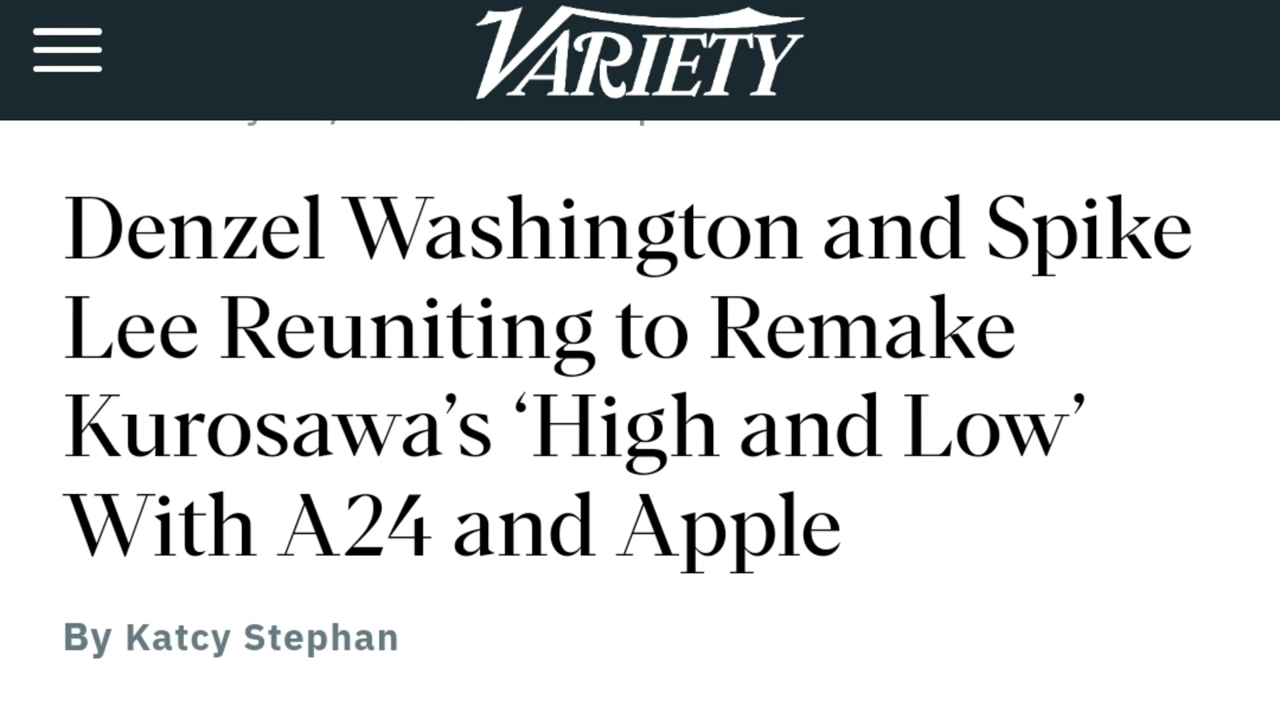 VARIETY
Denzel Washington and Spike
Lee Reuniting to Remake
Kurosawa’s ‘High and Low’
With A24 and Apple
By Katcy Stephan